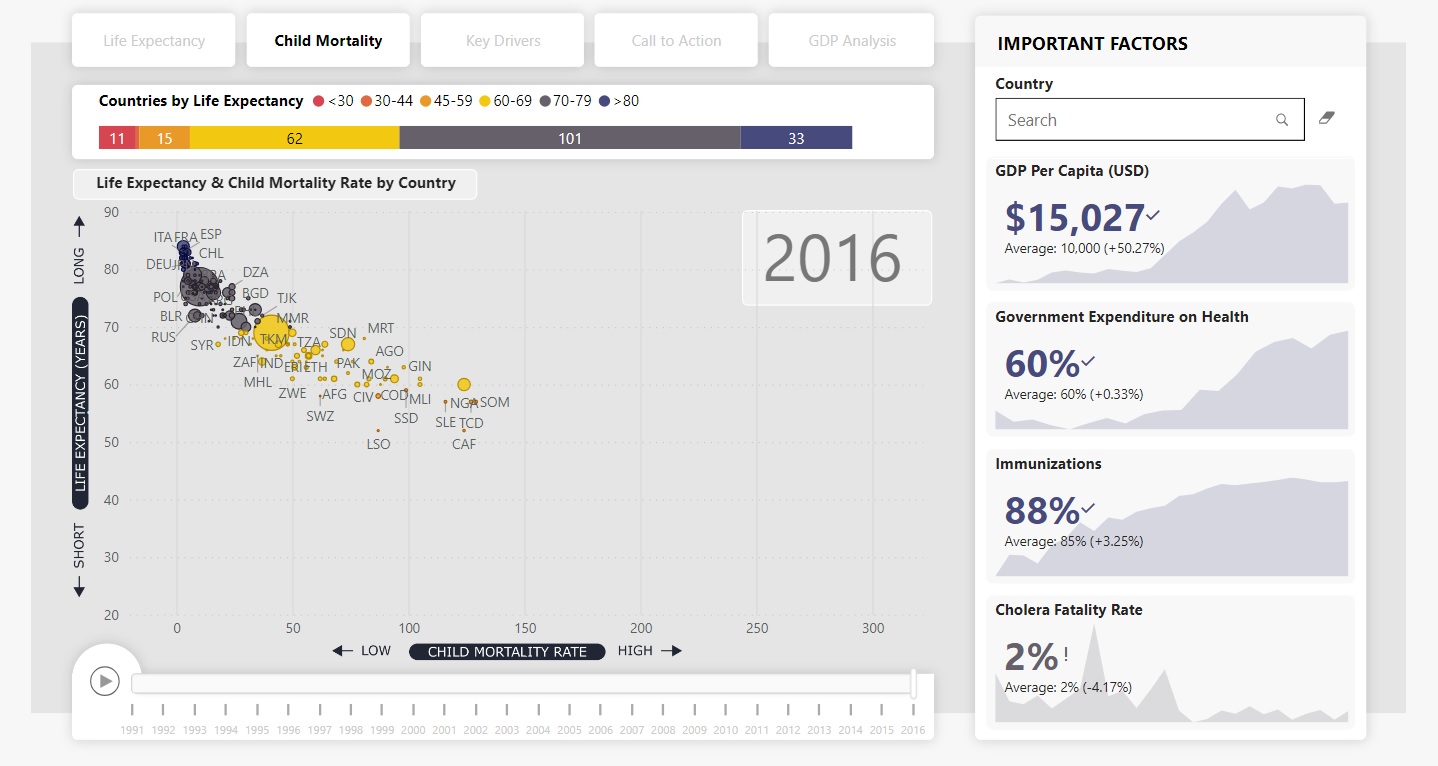 Life Expectancy
Child Mortality
Key Drivers
Call to Action
GDP Analysis
Countries by Life Expectancy <30 30-44 45-59 60-69 70-79 >80
11 15 62 101 33
Life Expectancy & Child Mortality Rate by Country
2016
LONG
LIFE EXPECTANCY (YEARS)
SHORT
90
80
70
60
50
40
30
20
ITA FRA ESP
CHL
DEU
DZA
POL
BGD
TJK
BLR
MMR
RUS
SYR
IDN
TKM
TZA
SDN
MRT
ZAF
IND
ERI
ETH
PAK
AGO
MHL
MOZ
GIN
ZWE
AFG
CIV
COD
MLI
NGA
SOM
SWZ
SSD
SLE
TCD
LSO
CAF
0 50 100 150 200 250 300
LOW CHILD MORTALITY RATE HIGH
1991 1992 1993 1994 1995 1996 1997 1998 1999 2000 2001 2002 2003 2004 2005 2006 2007 2008 2009 2010 2011 2012 2013 2014 2015 2016
IMPORTANT FACTORS
Country
Search
GDP Per Capita (USD)
$15,027
Average: 10,000 (+50.27%)
Government Expenditure on Health
60%
Average: 60% (+0.33%)
Immunizations
88%
Average: 85% (+3.25%)
Cholera Fatality Rate
2% !
Average: 2% (-4.17%)